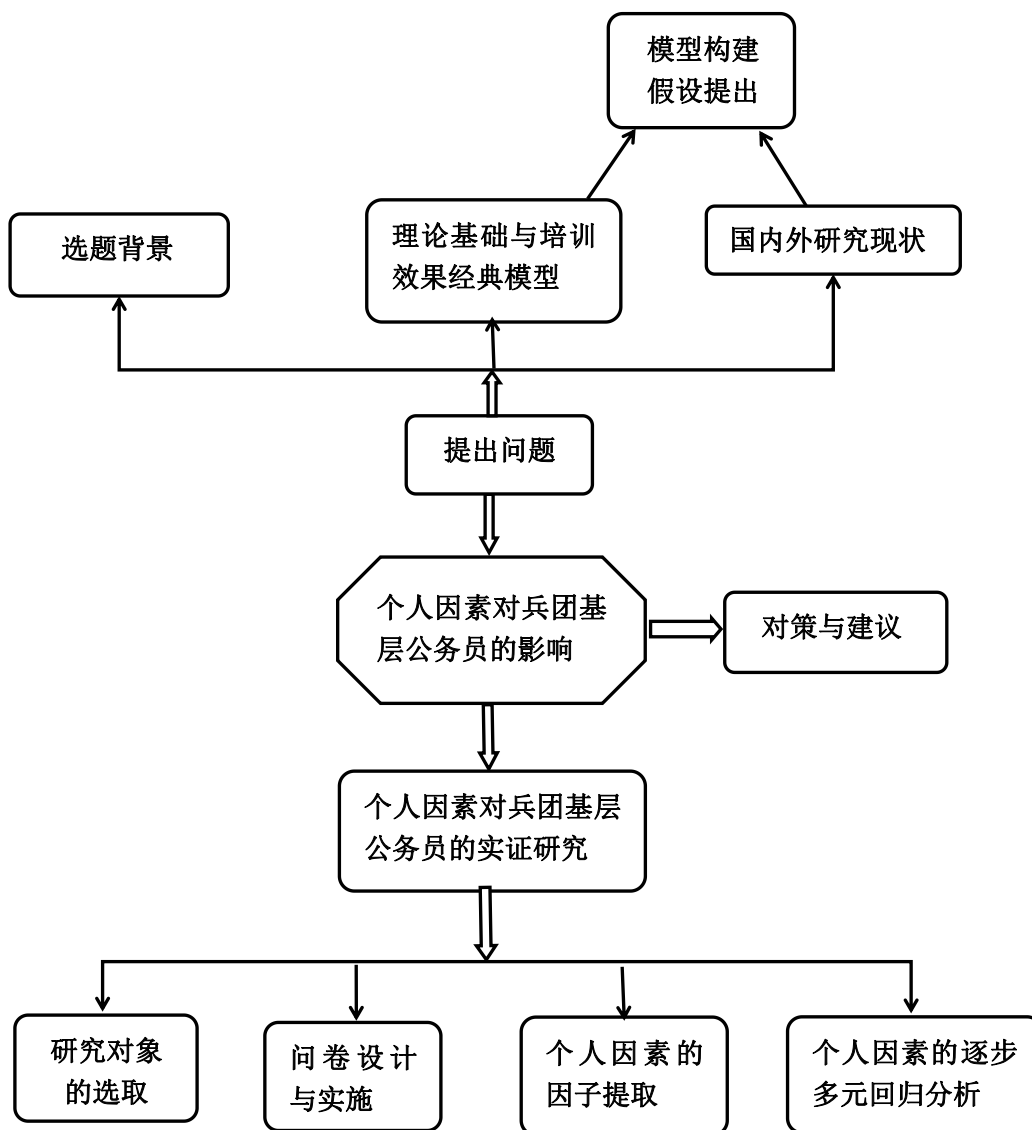 模型构建
假设提出
选题背景
理论基础与培训
效果经典模型
国内外研究现状
提出问题
个人因素对兵团基
层公务员的影响
对策与建议
个人因素对兵团基层
公务员的实证研究
研究对象
的选取
问卷设计
与实施
个人因素的
因子提取
个人因素的逐步
多元回归分析